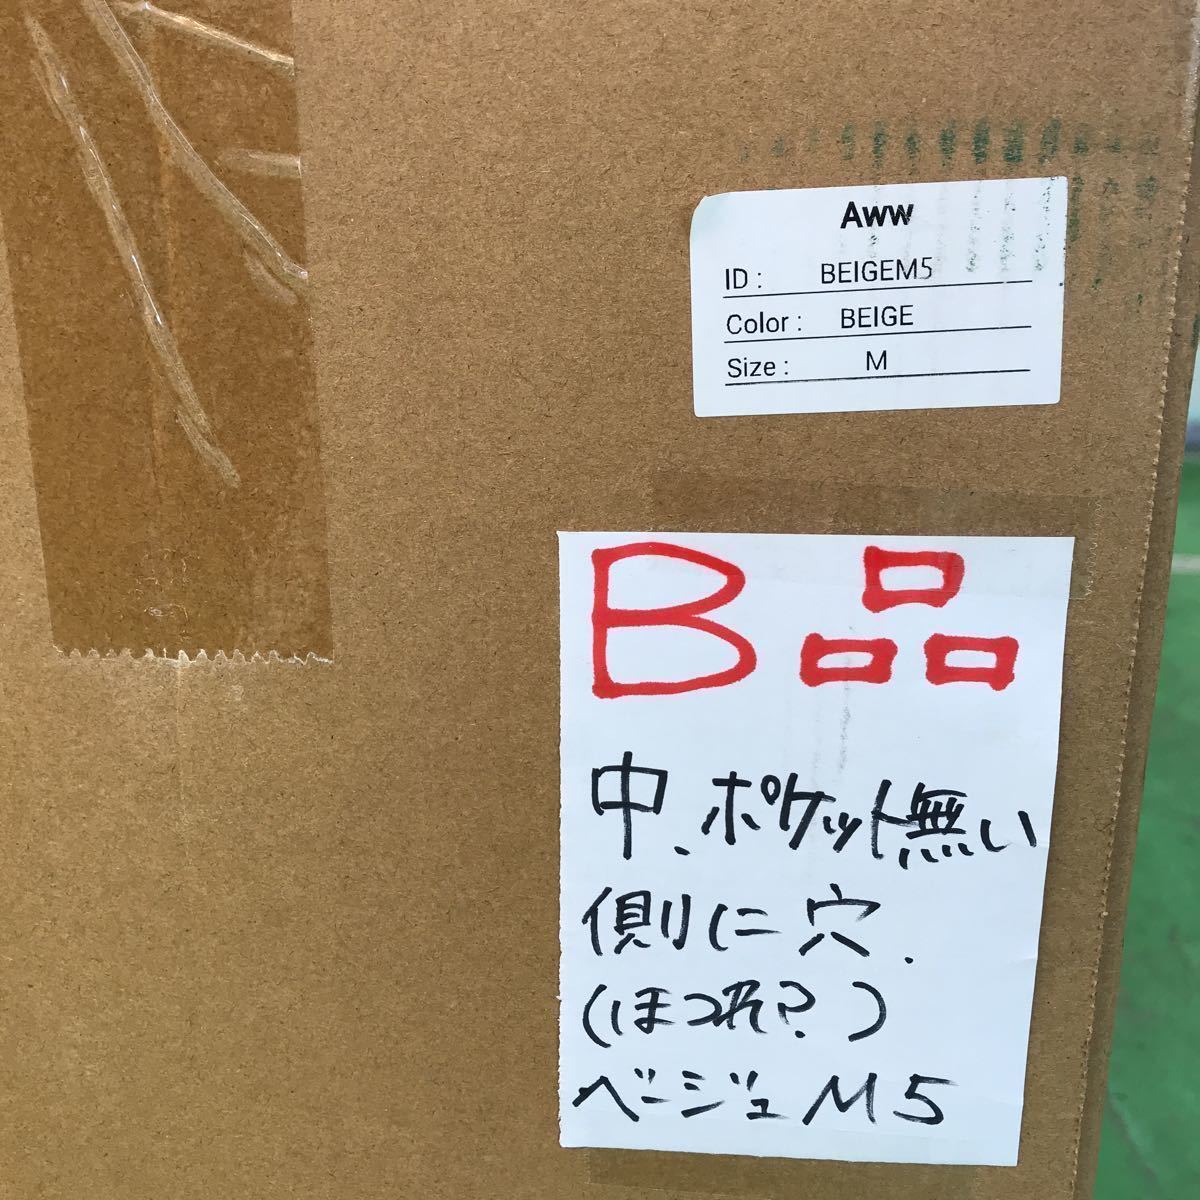 Aww
ID : BEIGEM5
Color : BEIGE
Size : M
B品
中、ポケット無い
側に穴.
(ほつれ?)
ベージュM5